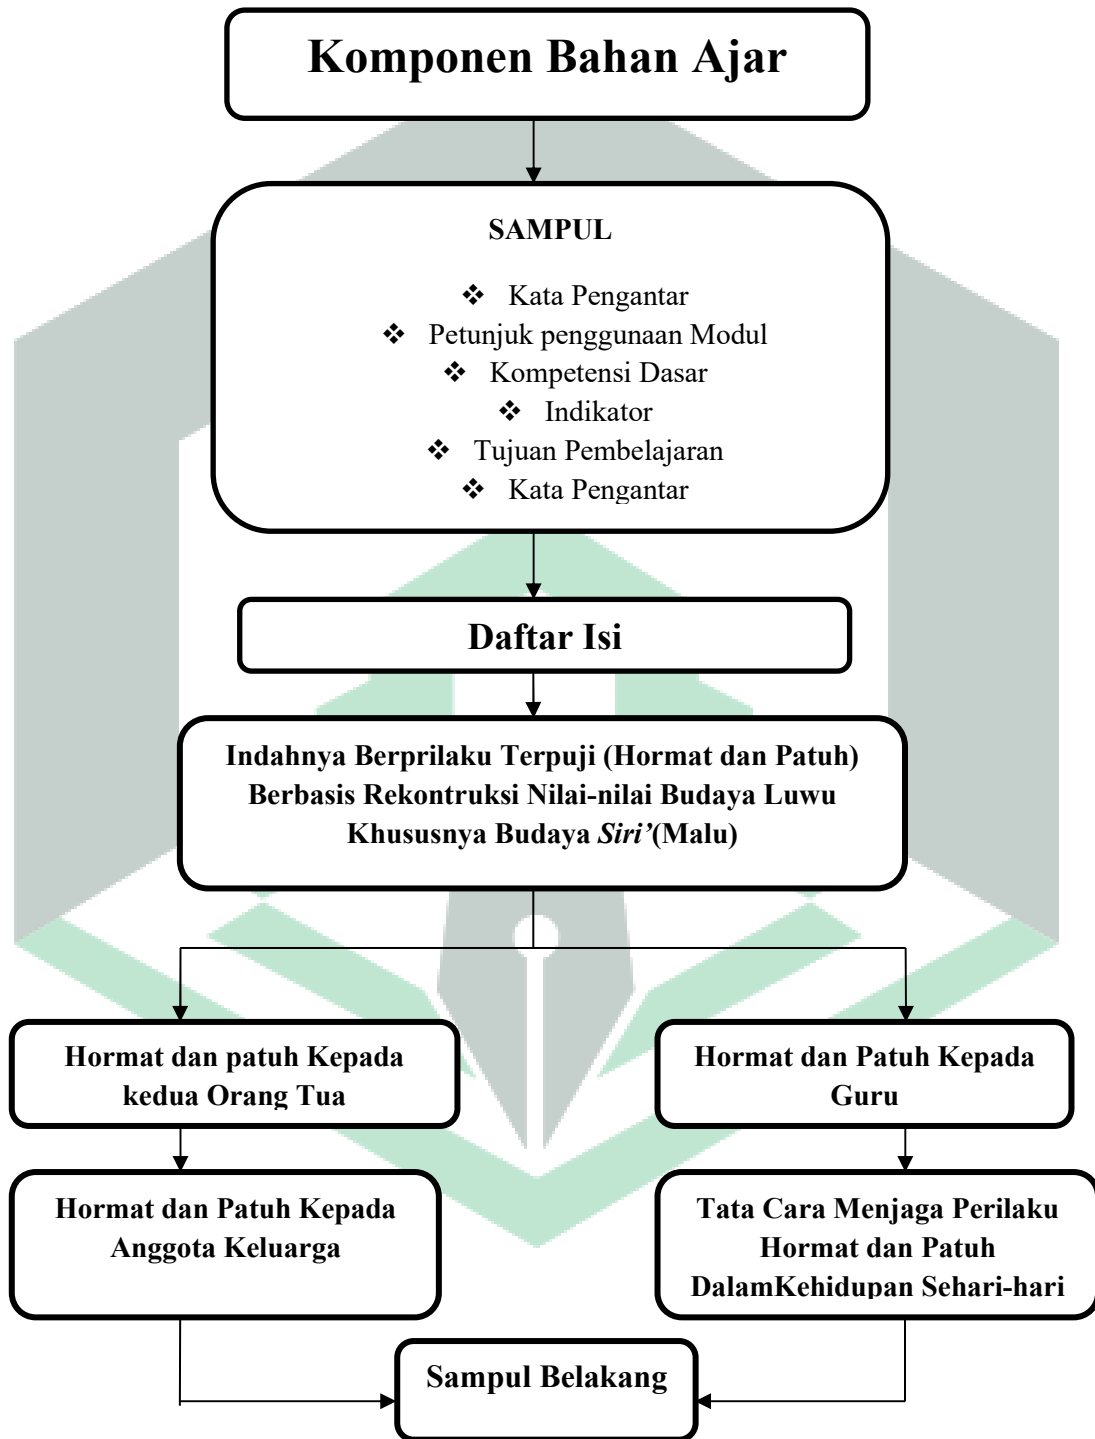 Komponen Bahan Ajar
SAMPUL
❖ Kata Pengantar
❖ Petunjuk penggunaan Modul
❖ Kompetensi Dasar
❖ Indikator
❖ Tujuan Pembelajaran
❖ Kata Pengantar
Daftar Isi
Indahnya Berprilaku Terpuji (Hormat dan Patuh)
Berbasis Rekontruksi Nilai-nilai Budaya Luwu
Khususnya Budaya Siri’(Malu)
Hormat dan patuh Kepada
kedua Orang Tua
Hormat dan Patuh Kepada
Guru
Hormat dan Patuh Kepada
Anggota Keluarga
Tata Cara Menjaga Perilaku
Hormat dan Patuh
DalamKehidupan Sehari-hari
Sampul Belakang